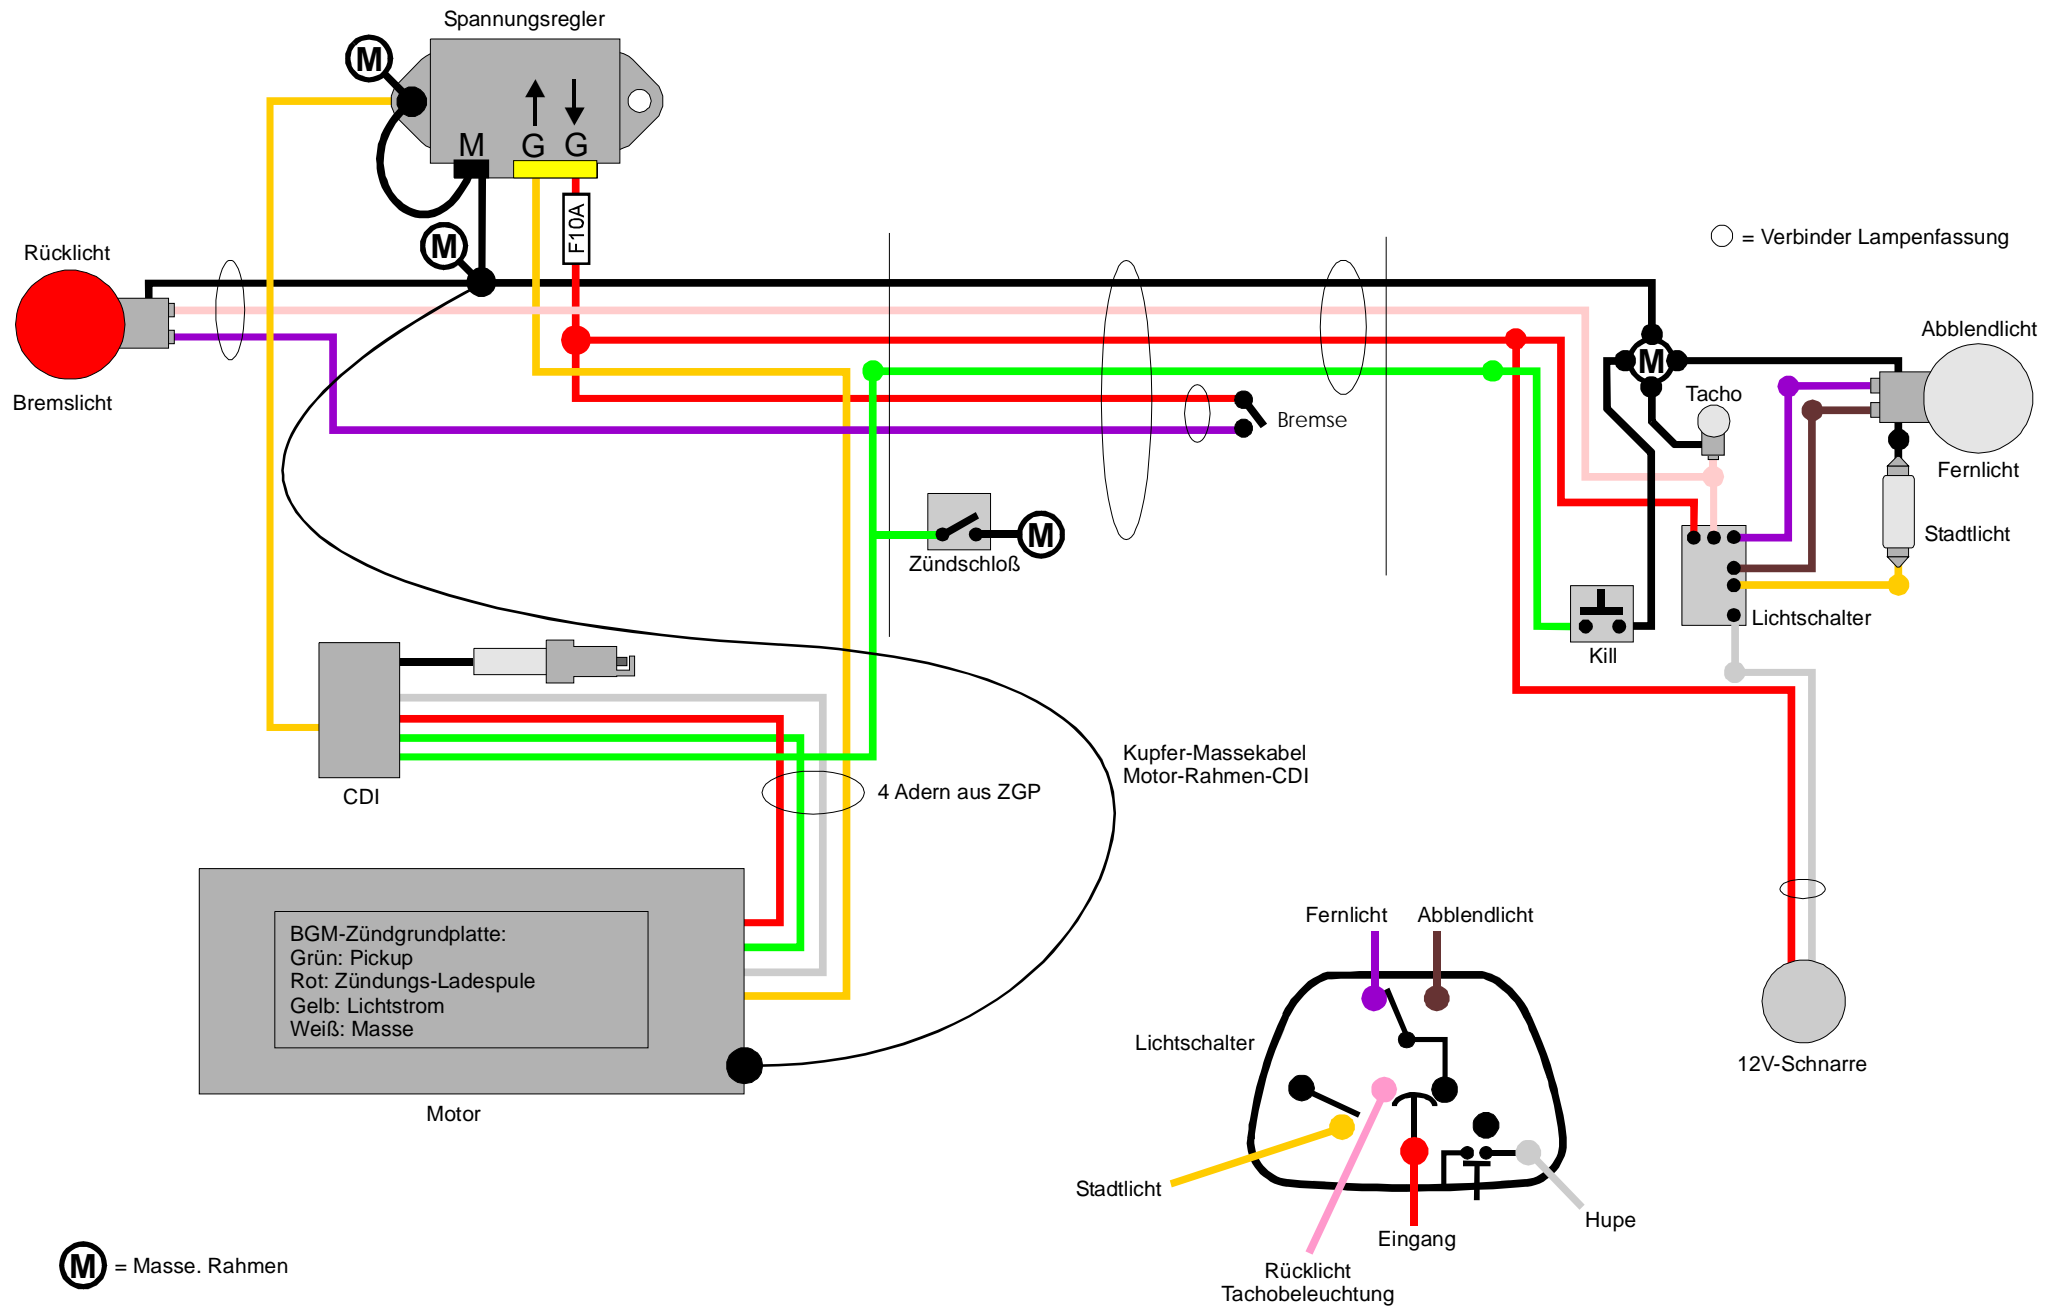 Spannungsregler
M
M
G
G
F10A
M
Rücklicht
Bremslicht
= Verbinder Lampenfassung
Abblendlicht
M
Tacho
Bremse
Fernlicht
Stadtlicht
M
Zündschloß
Lichtschalter
Kill
Kupfer-Massekabel
Motor-Rahmen-CDI
CDI
4 Adern aus ZGP
BGM-Zündgrundplatte:
Grün: Pickup
Rot: Zündungs-Ladespule
Gelb: Lichtstrom
Weiß: Masse
Motor
Fernlicht
Abblendlicht
Lichtschalter
12V-Schnarre
Stadtlicht
Hupe
Eingang
Rücklicht
Tachobeleuchtung
M = Masse. Rahmen